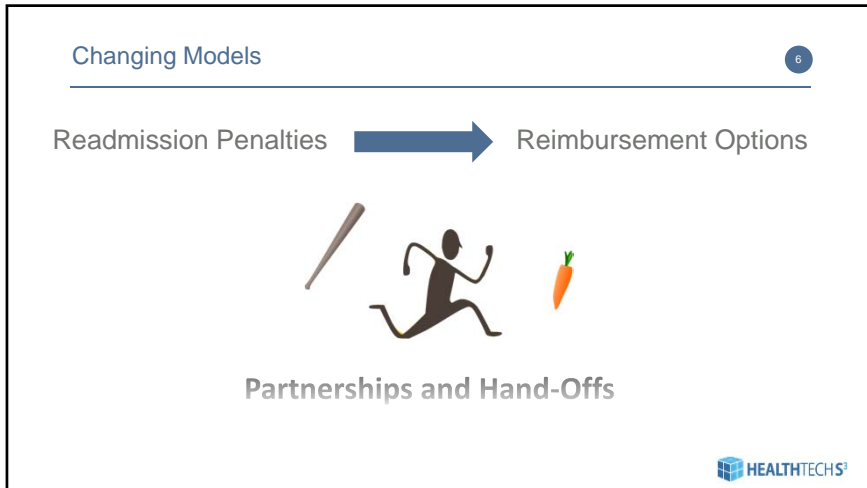 Changing Models
6
Readmission Penalties
Reimbursement Options
Partnerships and Hand-Offs
HEALTHTECHS³